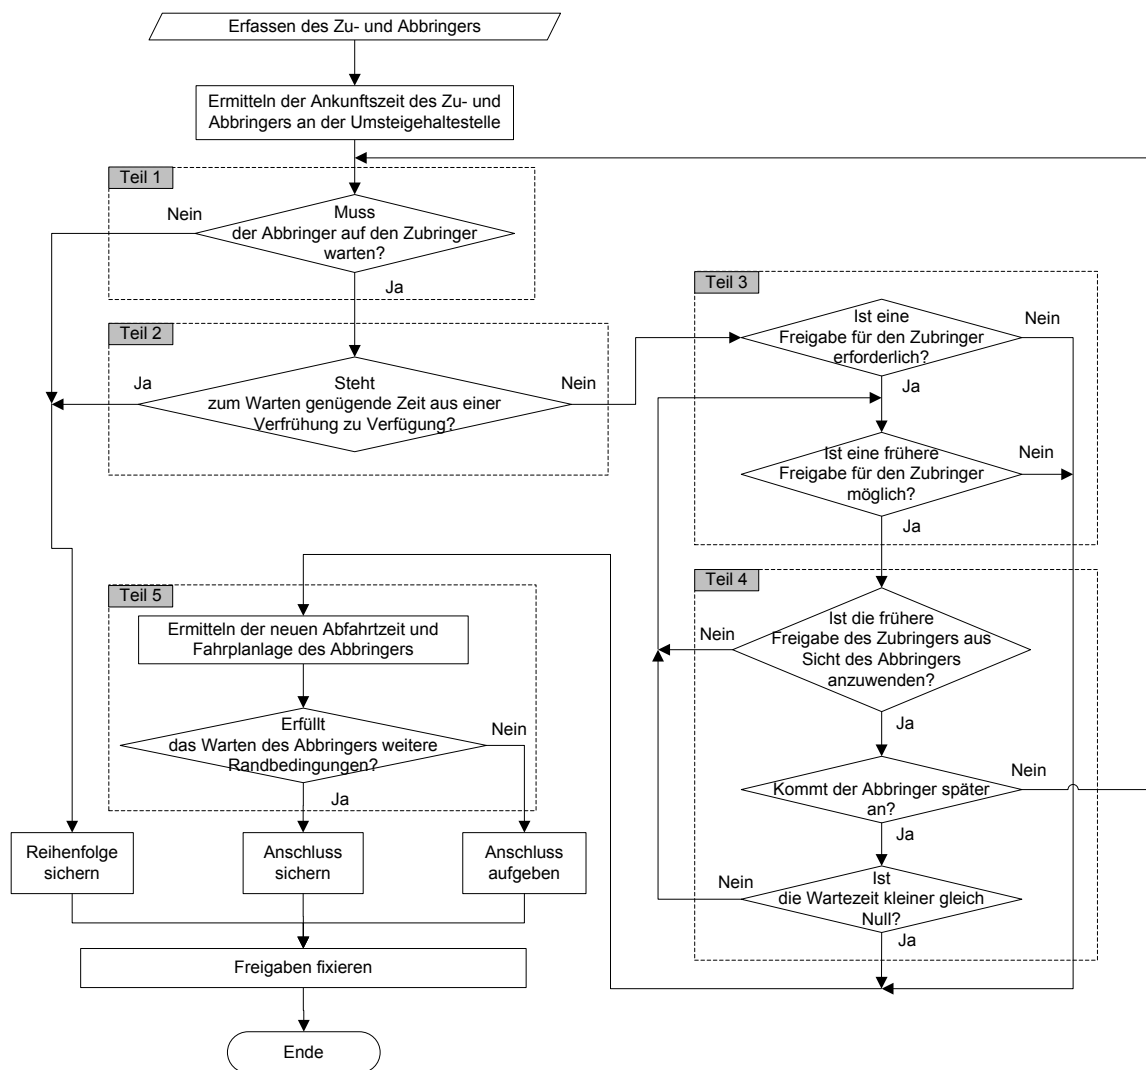 Erfassen des Zu- und Abbringers
Ermitteln der Ankunftszeit des Zu- und
Abbringers an der Umsteigehaltestelle
Teil 1
Nein
Muss
der Abbringer auf den Zubringer
warten?
Ja
Teil 2
Ja
Steht
zum Warten genügende Zeit aus einer
Verfrühung zu Verfügung?
Nein
Teil 3
Ist eine
Freigabe für den Zubringer
erforderlich?
Nein
Ja
Ist eine frühere
Freigabe für den Zubringer
möglich?
Nein
Ja
Teil 4
Nein
Ist die frühere
Freigabe des Zubringers aus
Sicht des Abbringers
anzuwenden?
Ja
Kommt der Abbringer später
an?
Nein
Ja
Nein
Ist
die Wartezeit kleiner gleich
Null?
Ja
Teil 5
Ermitteln der neuen Abfahrtzeit und
Fahrplanlage des Abbringers
Erfüllt
das Warten des Abbringers weitere
Randbedingungen?
Nein
Ja
Reihenfolge
sichern
Anschluss
sichern
Anschluss
aufgeben
Freigaben fixieren
Ende